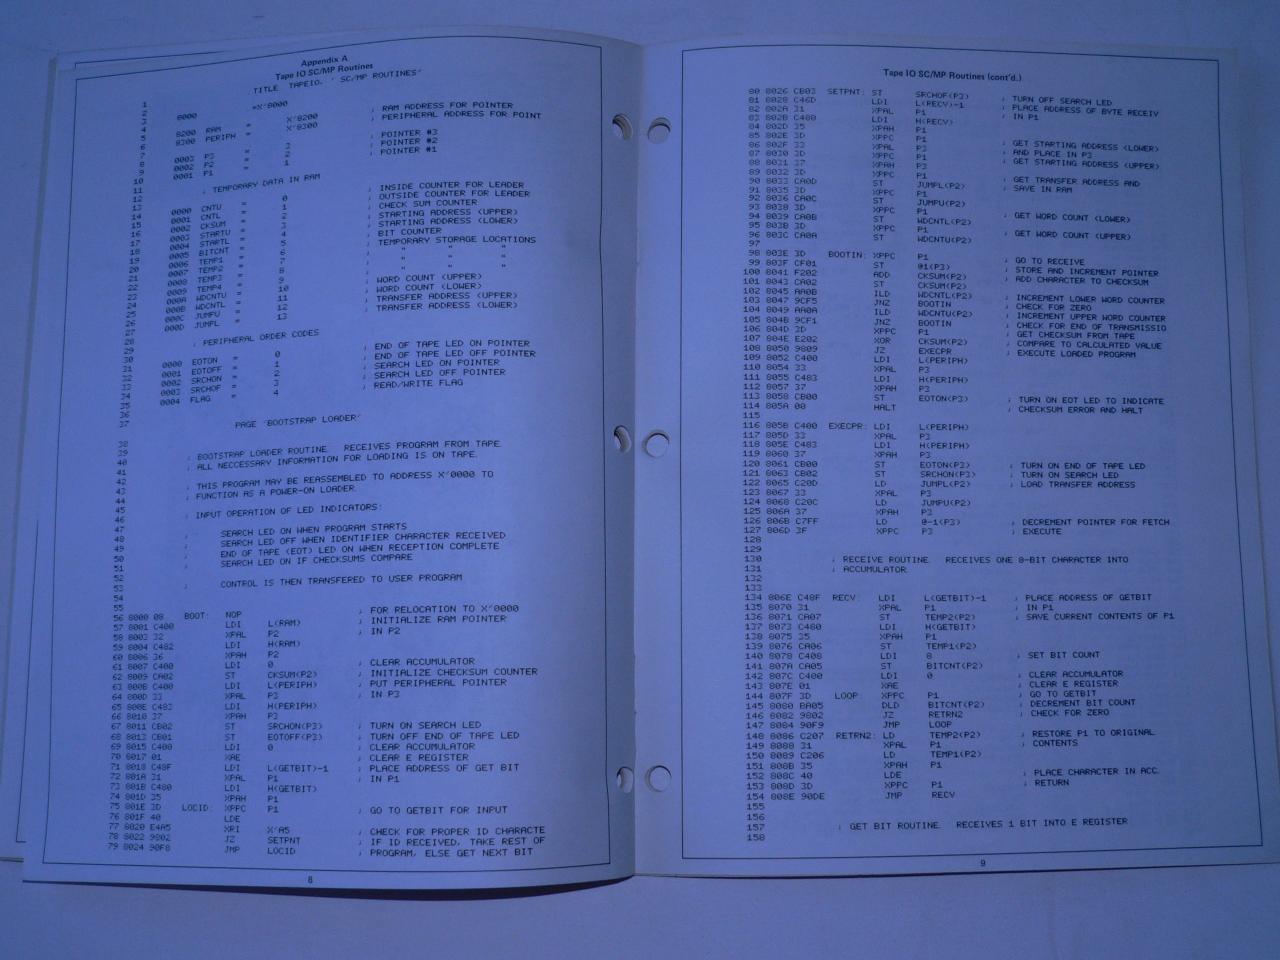 Appendix A
Tape IO SC/MP Routines
. TITLE TAPEIO, ' SC/MP ROUTINES'
1
2 8000 =X'8000
3
4 8200 RAM = X'8200 ; RAM ADDRESS FOR POINTER
5 8300 PERIPH = X'8300 ; PERIPHERAL ADDRESS FOR POINT
6
7 0003 P3 = 3 ; POINTER #3
8 0002 P2 = 2 ; POINTER #2
9 0001 P1 = 1 ; POINTER #1
10
11 ; TEMPORARY DATA IN RAM
12
13 0000 CNTU = 0 ; INSIDE COUNTER FOR LEADER
14 0001 CNTL = 1 ; OUTSIDE COUNTER FOR LEADER
15 0002 CKSUM = 2 ; CHECK SUM COUNTER
16 0003 STARTU = 3 ; STARTING ADDRESS (UPPER)
17 0004 STARTL = 4 ; STARTING ADDRESS (LOWER)
18 0005 BITCNT = 5 ; BIT COUNTER
19 0006 TEMP1 = 6 ; TEMPORARY STORAGE LOCATIONS
20 0007 TEMP2 = 7 ; " " "
21 0008 TEMP3 = 8 ; " " "
22 0009 TEMP4 = 9 ; " " "
23 000A WDCNTU = 10 ; WORD COUNT (UPPER)
24 000B WDCNTL = 11 ; WORD COUNT (LOWER)
25 000C JUMPU = 12 ; TRANSFER ADDRESS (UPPER)
26 000D JUMPL = 13 ; TRANSFER ADDRESS (LOWER)
27
28 ; PERIPHERAL ORDER CODES
29
30 0000 EOTON = 0 ; END OF TAPE LED ON POINTER
31 0001 EOTOFF = 1 ; END OF TAPE LED OFF POINTER
32 0002 SRCHON = 2 ; SEARCH LED ON POINTER
33 0003 SRCHOF = 3 ; SEARCH LED OFF POINTER
34 0004 FLAG = 4 ; READ/WRITE FLAG
35
36
37 PAGE 'BOOTSTRAP LOADER'
38
39 ; BOOTSTRAP LOADER ROUTINE. RECEIVES PROGRAM FROM TAPE.
40 ; ALL NECCESSARY INFORMATION FOR LOADING IS ON TAPE.
41
42 ; THIS PROGRAM MAY BE REASSEMBLED TO ADDRESS X'0000 TO
43 ; FUNCTION AS A POWER-ON LOADER.
44
45 ; INPUT OPERATION OF LED INDICATORS:
46
47 ; SEARCH LED ON WHEN PROGRAM STARTS
48 ; SEARCH LED OFF WHEN IDENTIFIER CHARACTER RECEIVED
49 ; END OF TAPE (EOT) LED ON WHEN RECEPTION COMPLETE
50 ; SEARCH LED ON IF CHECKSUMS COMPARE
51 ;
52 ; CONTROL IS THEN TRANSFERED TO USER PROGRAM
53 ;
54
55
56 8000 08 BOOT: NOP ; FOR RELOCATION TO X'0000
57 8001 C400 LDI L(RAM) ; INITIALIZE RAM POINTER
58 8003 32 XPAL P2 ; IN P2
59 8004 C482 LDI H(RAM)
60 8006 36 XPAH P2
61 8007 C400 LDI 0 ; CLEAR ACCUMULATOR
62 8009 CA02 ST CKSUM(P2) ; INITIALIZE CHECKSUM COUNTER
63 800B C400 LDI L(PERIPH) ; PUT PERIPHERAL POINTER
64 800D 33 XPAL P3 ; IN P3
65 800E C483 LDI H(PERIPH)
66 8010 37 XPAH P3
67 8011 CB02 ST SRCHON(P3) ; TURN ON SEARCH LED
68 8013 CB01 ST EOTOFF(P3) ; TURN OFF END OF TAPE LED
69 8015 C400 LDI 0 ; CLEAR ACCUMULATOR
70 8017 01 XAE ; CLEAR E REGISTER
71 8018 C48F LDI L(GETBIT)-1 ; PLACE ADDRESS OF GET BIT
72 801A 31 XPAL P1 ; IN P1
73 801B C480 LDI H(GETBIT)
74 801D 35 XPAH P1
75 801E 3D LOCID: XPPC P1 ; GO TO GETBIT FOR INPUT
76 801F 40 LDE
77 8020 E4A5 XRI X'A5 ; CHECK FOR PROPER ID CHARACTE
78 8022 9802 JZ SETPNT ; IF ID RECEIVED, TAKE REST OF
79 8024 90F8 JMP LOCID ; PROGRAM, ELSE GET NEXT BIT
8
Tape IO SC/MP Routines (cont'd.)
80 8026 CB03 SETPNT: ST SRCHOF(P3) ; TURN OFF SEARCH LED
81 8028 C46D LDI L(RECV)-1 ; PLACE ADDRESS OF BYTE RECEIV
82 802A 31 XPAL P1 ; IN P1
83 802B C480 LDI H(RECV)
84 802D 35 XPAH P1
85 802E 3D XPPC P1 ; GET STARTING ADDRESS (LOWER)
86 802F 33 XPAL P3 ; AND PLACE IN P3
87 8030 3D XPPC P1 ; GET STARTING ADDRESS (UPPER)
88 8031 37 XPAH P3
89 8032 3D XPPC P1 ; GET TRANSFER ADDRESS AND
90 8033 CA0D ST JUMPL(P2) ; SAVE IN RAM
91 8035 3D XPPC P1
92 8036 CA0C ST JUMPU(P2)
93 8038 3D XPPC P1 ; GET WORD COUNT (LOWER)
94 8039 CA0B ST WDCNTL(P2)
95 803B 3D XPPC P1 ; GET WORD COUNT (UPPER)
96 803C CA0A ST WDCNTU(P2)
97
98 803E 3D BOOTIN: XPPC P1 ; GO TO RECEIVE
99 803F CF01 ST @1(P3) ; STORE AND INCREMENT POINTER
100 8041 F202 ADD CKSUM(P2) ; ADD CHARACTER TO CHECKSUM
101 8043 CA02 ST CKSUM(P2)
102 8045 AA0B ILD WDCNTL(P2) ; INCREMENT LOWER WORD COUNTER
103 8047 9CF5 JNZ BOOTIN ; CHECK FOR ZERO
104 8049 AA0A ILD WDCNTU(P2) ; INCREMENT UPPER WORD COUNTER
105 804B 9CF1 JNZ BOOTIN ; CHECK FOR END OF TRANSMISSIO
106 804D 3D XPPC P1 ; GET CHECKSUM FROM TAPE
107 804E E202 XOR CKSUM(P2) ; COMPARE TO CALCULATED VALUE
108 8050 9809 JZ EXECPR ; EXECUTE LOADED PROGRAM
109 8052 C400 LDI L(PERIPH)
110 8054 33 XPAL P3
111 8055 C483 LDI H(PERIPH)
112 8057 37 XPAH P3
113 8058 CB00 ST EOTON(P3) ; TURN ON EOT LED TO INDICATE
114 805A 00 HALT ; CHECKSUM ERROR AND HALT
115
116 805B C400 EXECPR: LDI L(PERIPH)
117 805D 33 XPAL P3
118 805E C483 LDI H(PERIPH)
119 8060 37 XPAH P3
120 8061 CB00 ST EOTON(P3) ; TURN ON END OF TAPE LED
121 8063 CB02 ST SRCHON(P3) ; TURN ON SEARCH LED
122 8065 C20D LD JUMPL(P2) ; LOAD TRANSFER ADDRESS
123 8067 33 XPAL P3
124 8068 C20C LD JUMPU(P2)
125 806A 37 XPAH P3
126 806B C7FF LD @-1(P3) ; DECREMENT POINTER FOR FETCH
127 806D 3F XPPC P3 ; EXECUTE
128
129
130 ; RECEIVE ROUTINE. RECEIVES ONE 8-BIT CHARACTER INTO
131 ; ACCUMULATOR.
132
133
134 806E C48F RECV: LDI L(GETBIT)-1 ; PLACE ADDRESS OF GETBIT
135 8070 31 XPAL P1 ; IN P1
136 8071 CA07 ST TEMP2(P2) ; SAVE CURRENT CONTENTS OF P1
137 8073 C480 LDI H(GETBIT)
138 8075 35 XPAH P1
139 8076 CA06 ST TEMP1(P2)
140 8078 C408 LDI 8 ; SET BIT COUNT
141 807A CA05 ST BITCNT(P2)
142 807C C400 LDI 0 ; CLEAR ACCUMULATOR
143 807E 01 XAE ; CLEAR E REGISTER
144 807F 3D LOOP: XPPC P1 ; GO TO GETBIT
145 8080 BA05 DLD BITCNT(P2) ; DECREMENT BIT COUNT
146 8082 9802 JZ RETRN2 ; CHECK FOR ZERO
147 8084 90F9 JMP LOOP
148 8086 C207 RETRN2: LD TEMP2(P2) ; RESTORE P1 TO ORIGINAL
149 8088 31 XPAL P1 ; CONTENTS
150 8089 C206 LD TEMP1(P2)
151 808B 35 XPAH P1
152 808C 40 LDE ; PLACE CHARACTER IN ACC.
153 808D 3D XPPC P1 ; RETURN
154 808E 90DE JMP RECV
155
156
157 ; GET BIT ROUTINE. RECEIVES 1 BIT INTO E REGISTER
158
9